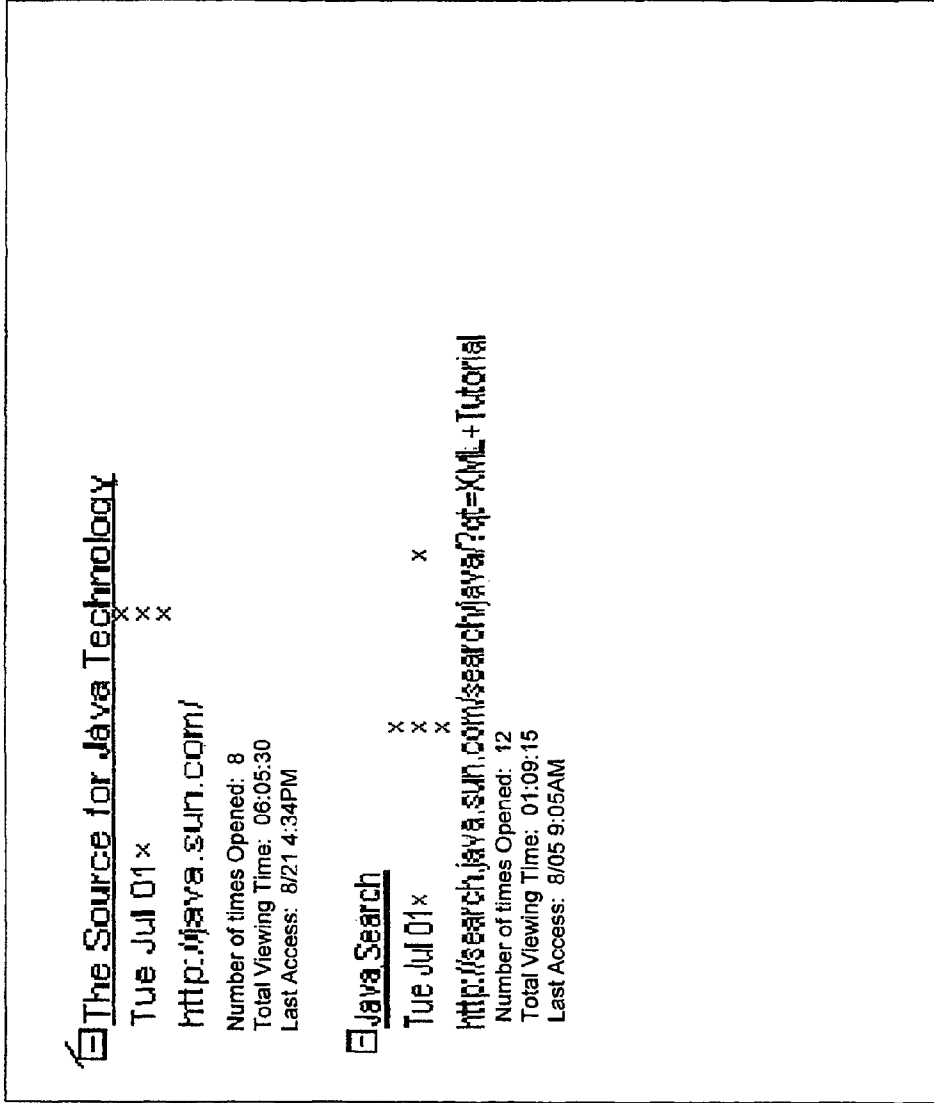 The Source for Java Technology
Tue Jul 01 x
x
x
x
http://java.sun.com/
Number of times Opened: 8
Total Viewing Time: 06:05:30
Last Access: 8/21 4:34PM
Java Search
Tue Jul 01 x
x
x
x
x
http://search.java.sun.com/search/java/?qt=XML+Tutorial
Number of times Opened: 12
Total Viewing Time: 01:09:15
Last Access: 8/05 9:05AM